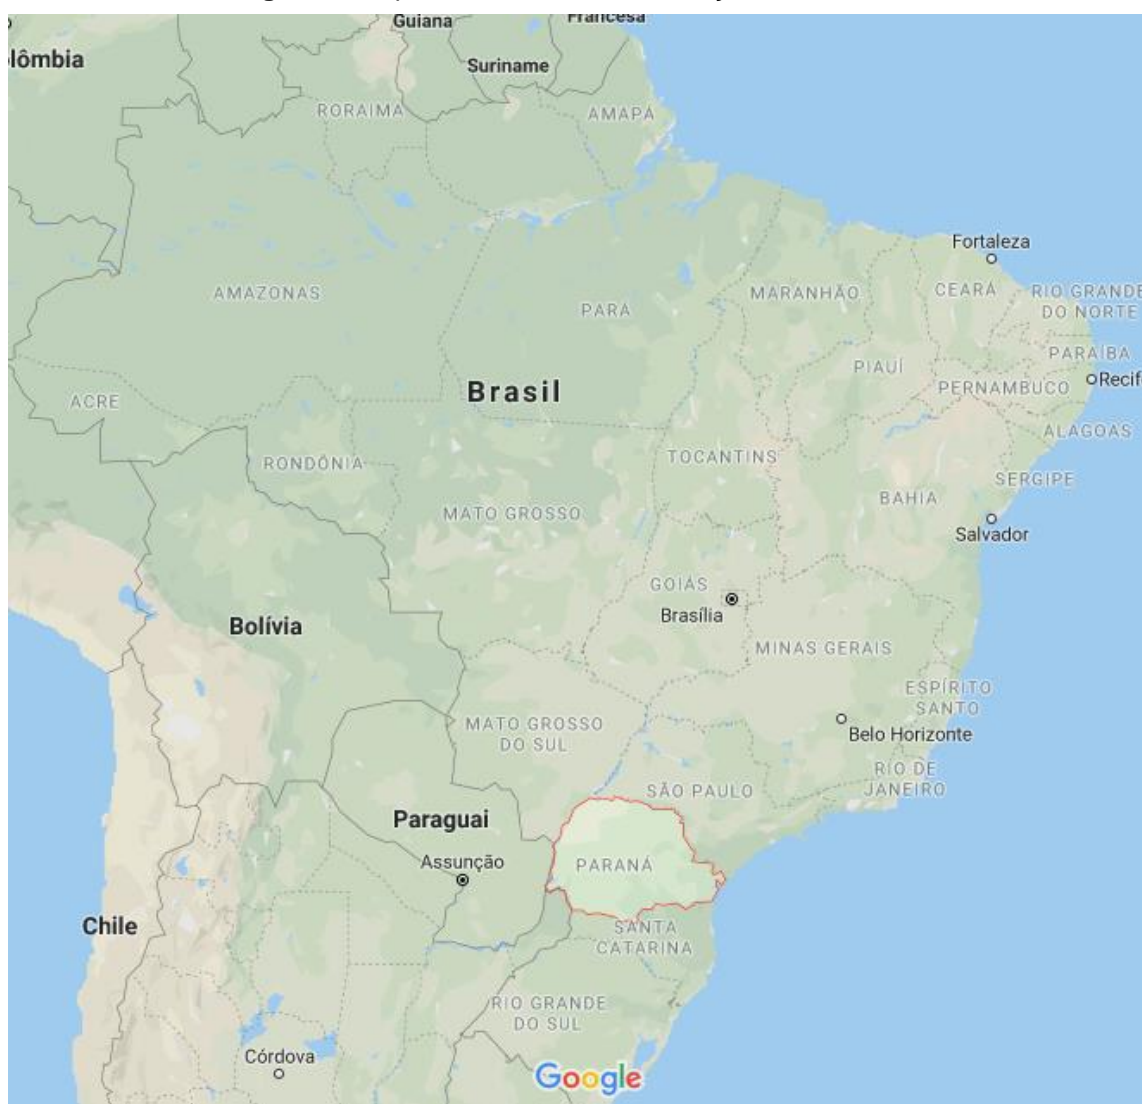 Guiana
Francesa
lômbia
Suriname
RORAIMA
AMAPÁ
Fortaleza
AMAZONAS
PARÁ
MARANHÃO
CEARÁ
RIO GRANDE
DO NORTE
PARAÍBA
PIAUÍ
PERNAMBUCO
Recif
Brasil
ACRE
ALAGOAS
RONDÔNIA
TOCANTINS
SERGIPE
BAHIA
MATO GROSSO
Salvador
GOIÁS
Brasília
Bolívia
MINAS GERAIS
ESPÍRITO
SANTO
MATO GROSSO
DO SUL
Belo Horizonte
RIO DE
JANEIRO
SÃO PAULO
Paraguai
Assunção
PARANÁ
Chile
SANTA
CATARINA
RIO GRANDE
DO SUL
Córdova
Google